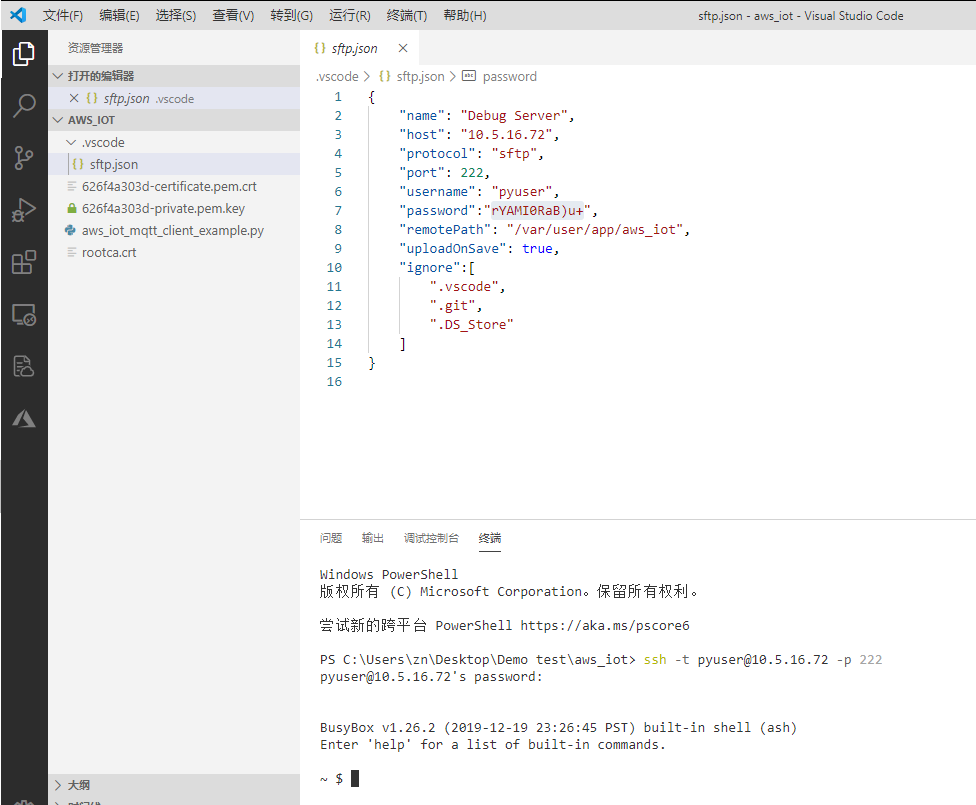 文件(F) 编辑(E) 选择(S) 查看(V) 转到(G) 运行(R) 终端(T) 帮助(H) sftp.json - aws_iot - Visual Studio Code
资源管理器
打开的编辑器
{} sftp.json .vscode
AWS_IOT
.vscode
{} sftp.json
626f4a303d-certificate.pem.crt
626f4a303d-private.pem.key
aws_iot_mqtt_client_example.py
rootca.crt
大纲
{} sftp.json
.vscode > {} sftp.json > abc password
1 {
2 "name": "Debug Server",
3 "host": "10.5.16.72",
4 "protocol": "sftp",
5 "port": 222,
6 "username": "pyuser",
7 "password":"rYAMI0RaB)u+",
8 "remotePath": "/var/user/app/aws_iot",
9 "uploadOnSave": true,
10 "ignore":[
11 ".vscode",
12 ".git",
13 ".DS_Store"
14 ]
15 }
16
问题 输出 调试控制台 终端
Windows PowerShell
版权所有 (C) Microsoft Corporation。保留所有权利。
尝试新的跨平台 PowerShell https://aka.ms/pscore6
PS C:\Users\zn\Desktop\Demo test\aws_iot> ssh -t pyuser@10.5.16.72 -p 222
pyuser@10.5.16.72's password:
BusyBox v1.26.2 (2019-12-19 23:26:45 PST) built-in shell (ash)
Enter 'help' for a list of built-in commands.
~ $